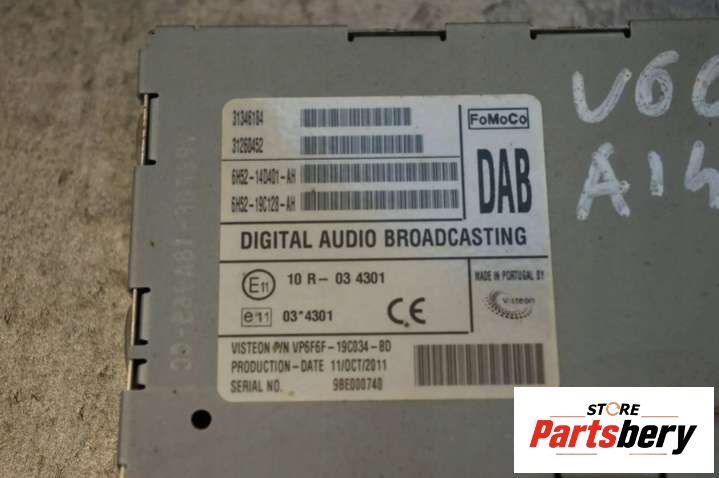 31346184
FoMoCo
31260452
6H52-14D401-AH
6H52-19C128-AH
DAB
DIGITAL AUDIO BROADCASTING
E11 10 R- 03 4301
MADE IN PORTUGAL BY
Visteon
e11 03*4301
CE
VISTEON P/N VP6F6F-19C034-BD
PRODUCTION-DATE 11/OCT/2011
SERIAL NO. 9BE000740
V60
A14
STORE
Partsbery